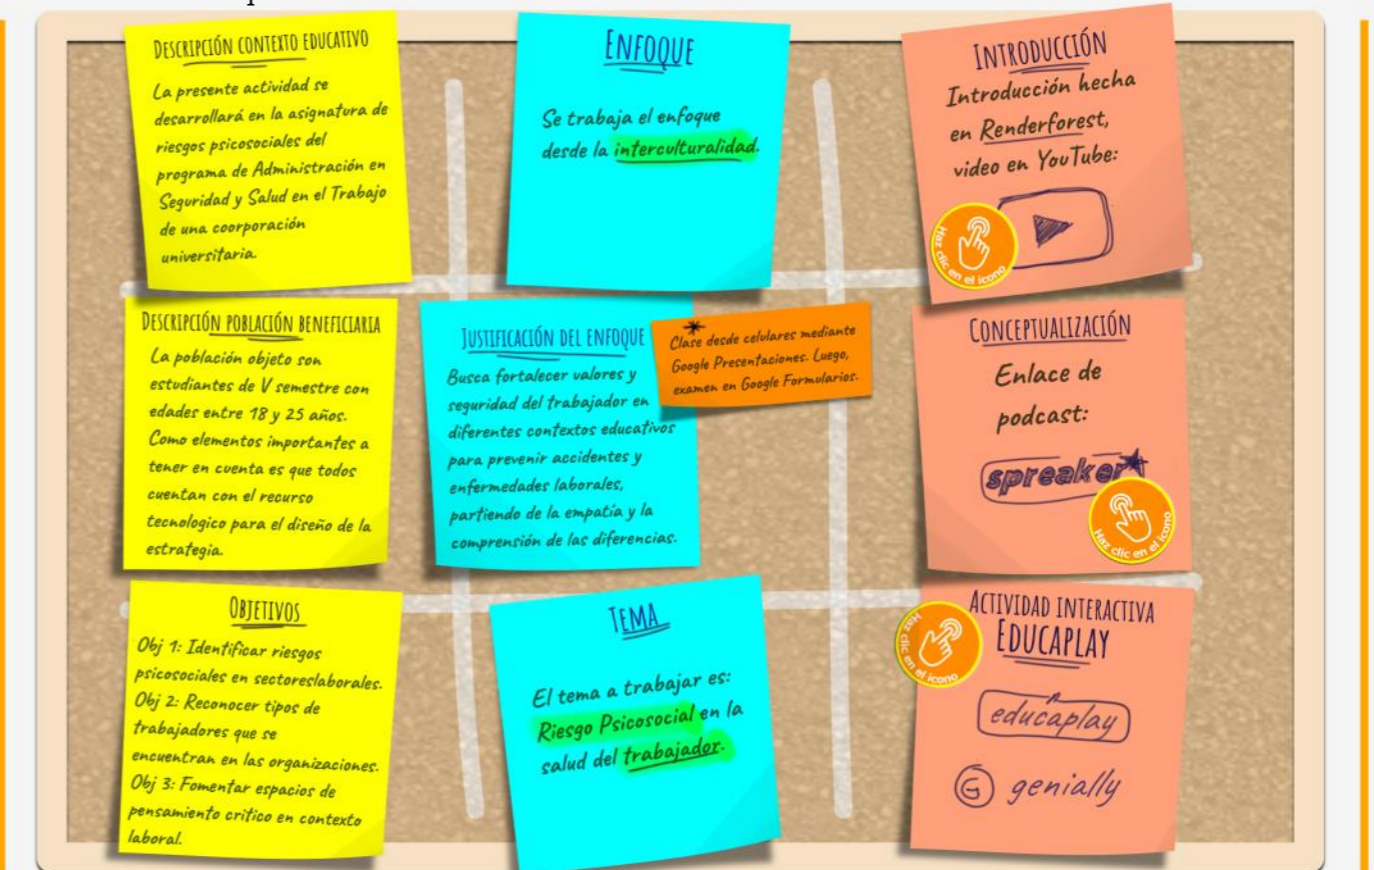 DESCRIPCIÓN CONTEXTO EDUCATIVO
La presente actividad se
desarrollará en la asignatura de
riesgos psicosociales del
programa de Administración en
Seguridad y Salud en el Trabajo
de una coorporación
universitaria.
ENFOQUE
Se trabaja el enfoque
desde la interculturalidad.
INTRODUCCIÓN
Introducción hecha
en Renderforest,
video en YouTube:
Haz clic en el icono
DESCRIPCIÓN POBLACIÓN BENEFICIARIA
La población objeto son
estudiantes de V semestre con
edades entre 18 y 25 años.
Como elementos importantes a
tener en cuenta es que todos
cuentan con el recurso
tecnologico para el diseño de la
estrategia.
JUSTIFICACIÓN DEL ENFOQUE
Busca fortalecer valores y
seguridad del trabajador en
diferentes contextos educativos
para prevenir accidentes y
enfermedades laborales,
partiendo de la empatía y la
comprensión de las diferencias.
Clase desde celulares mediante
Google Presentaciones. Luego,
examen en Google Formularios.
CONCEPTUALIZACIÓN
Enlace de
podcast:
spreaker
Haz clic en el icono
OBJETIVOS
Obj 1: Identificar riesgos
psicosociales en sectoreslaborales.
Obj 2: Reconocer tipos de
trabajadores que se
encuentran en las organizaciones.
Obj 3: Fomentar espacios de
pensamiento critico en contexto
laboral.
TEMA
El tema a trabajar es:
Riesgo Psicosocial en la
salud del trabajador.
ACTIVIDAD INTERACTIVA
EDUCAPLAY
Haz clic en el icono
educaplay
G genially